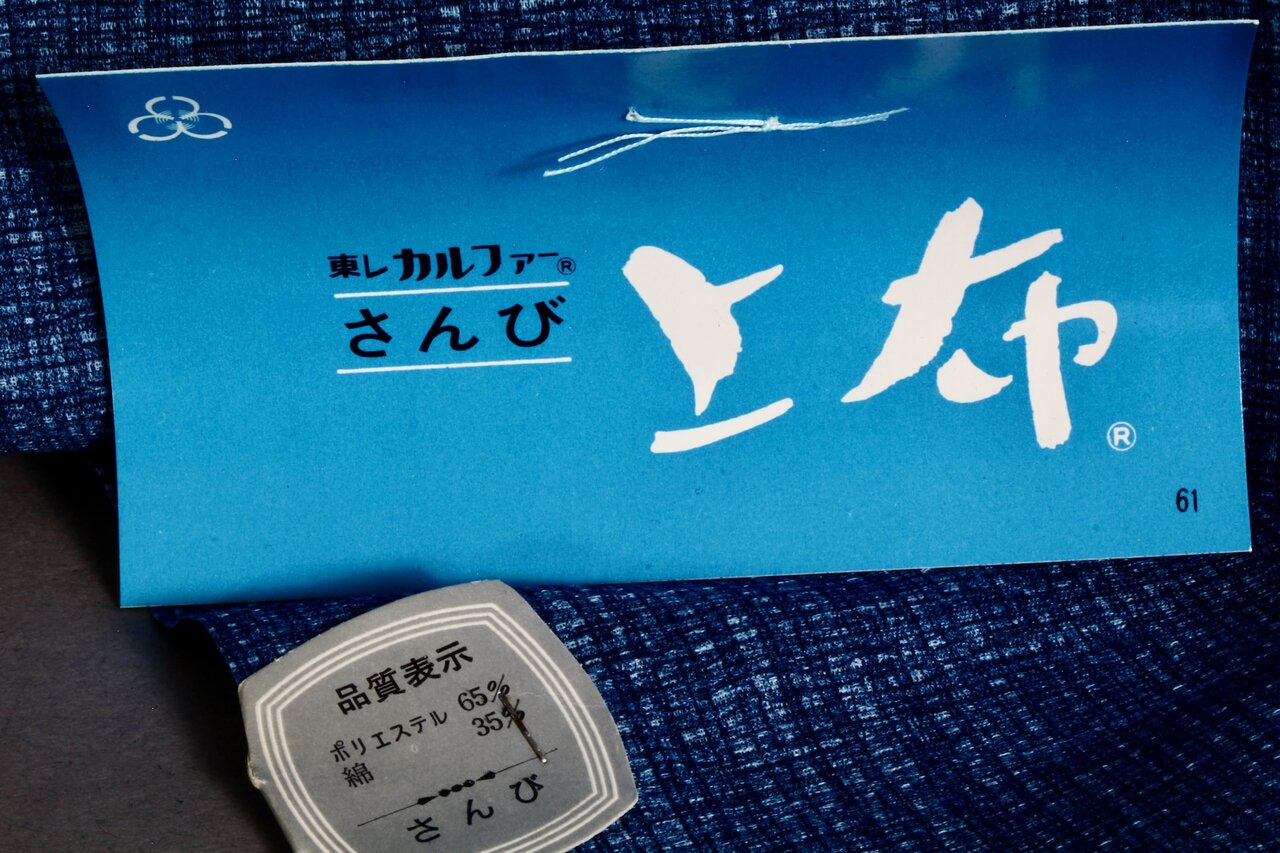 東レカルファー®
さんび
上布®
61
品質表示
ポリエステル 65%
綿 35%
さんび